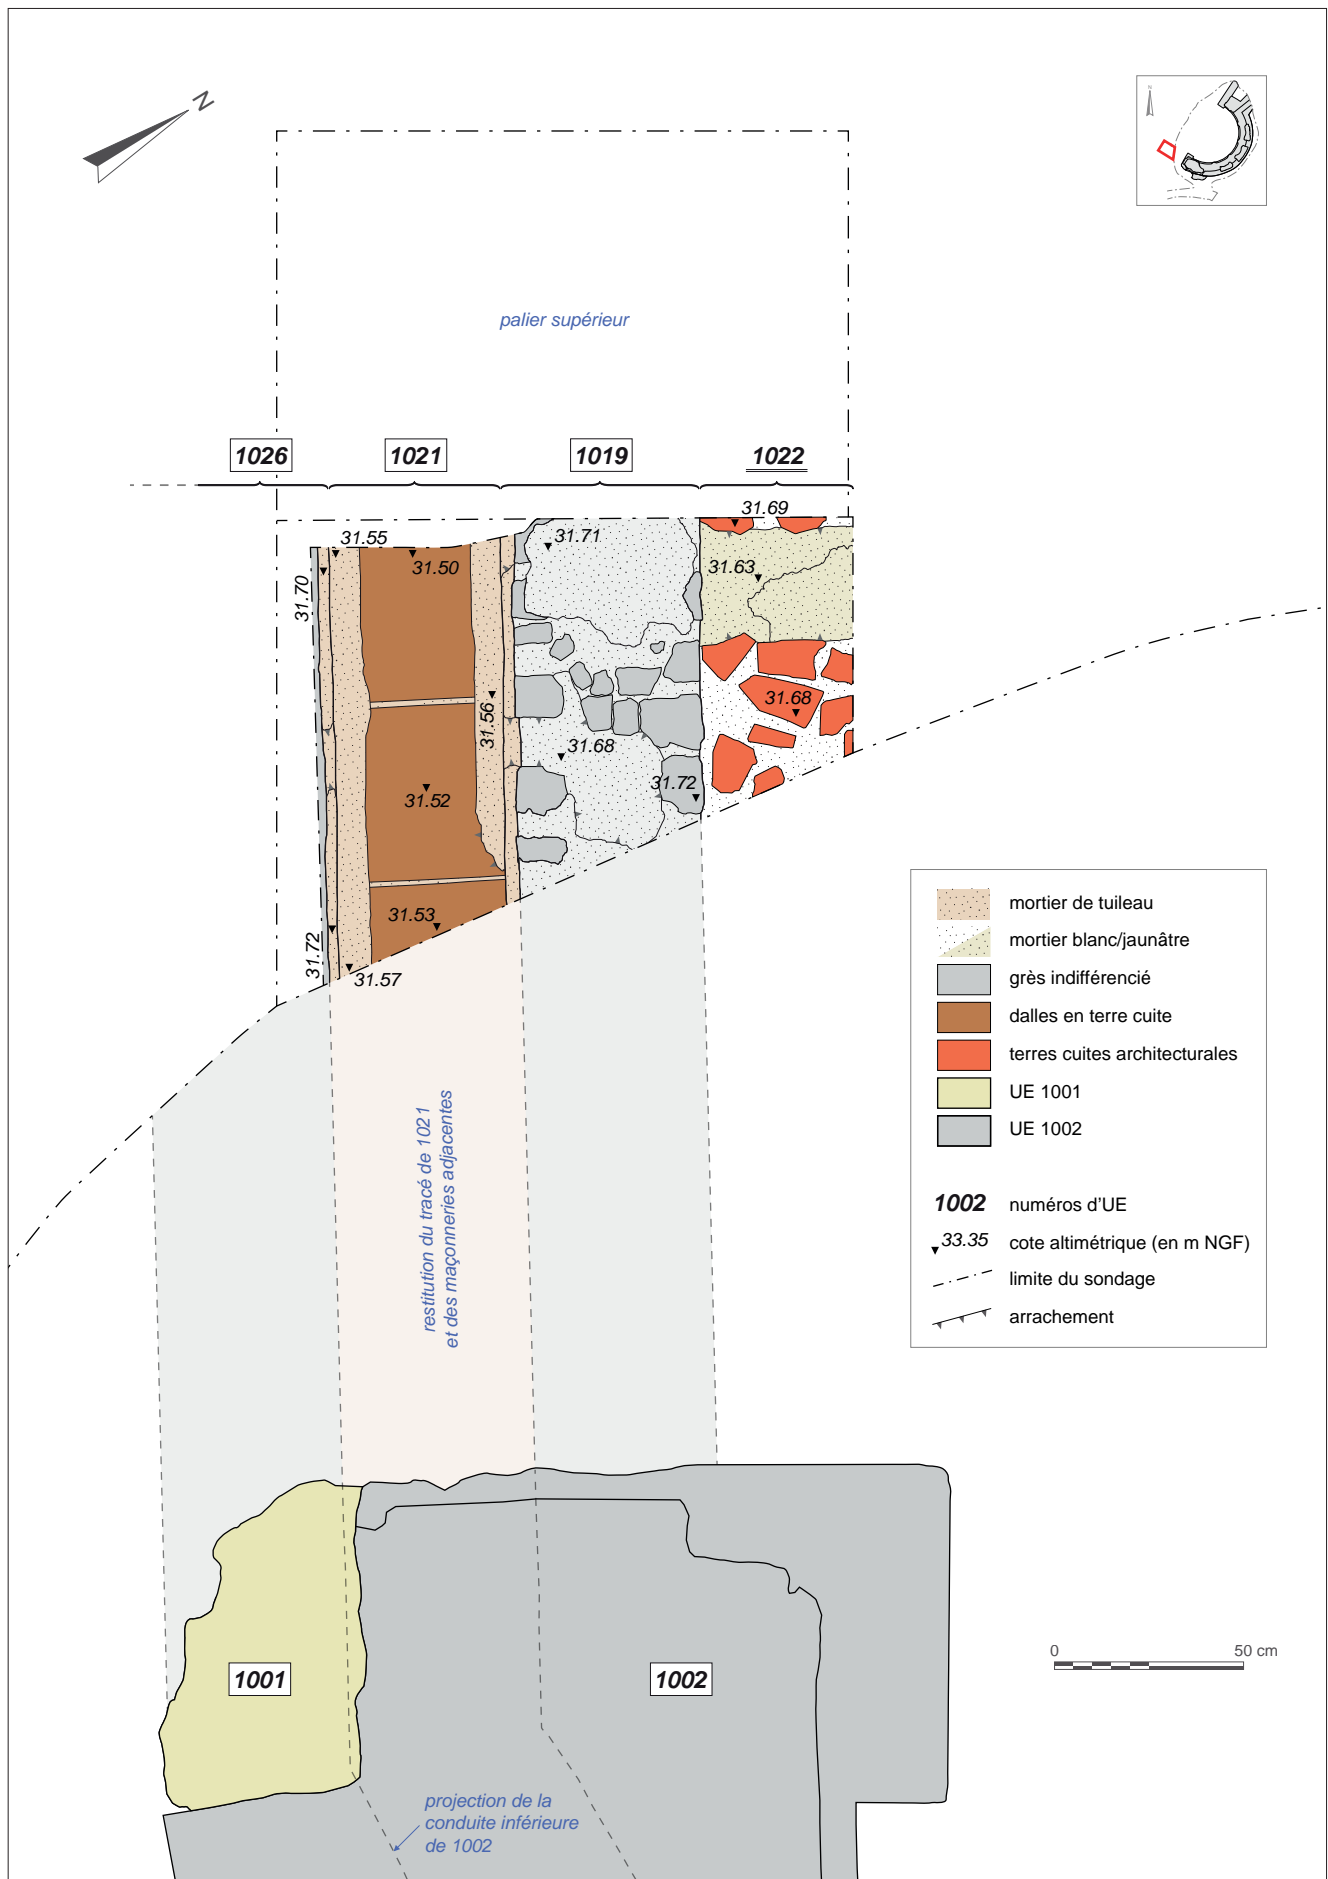 N
N
palier supérieur
1026
1021
1019
1022
31.69
31.55
31.71
31.50
31.63
31.70
31.56
31.68
31.68
31.52
31.72
31.53
31.72
31.57
mortier de tuileau
mortier blanc/jaunâtre
grès indifférencié
dalles en terre cuite
terres cuites architecturales
UE 1001
UE 1002
1002 numéros d'UE
33.35 cote altimétrique (en m NGF)
limite du sondage
arrachement
restitution du tracé de 1021
et des maçonneries adjacentes
1001
1002
0 50 cm
projection de la
conduite inférieure
de 1002